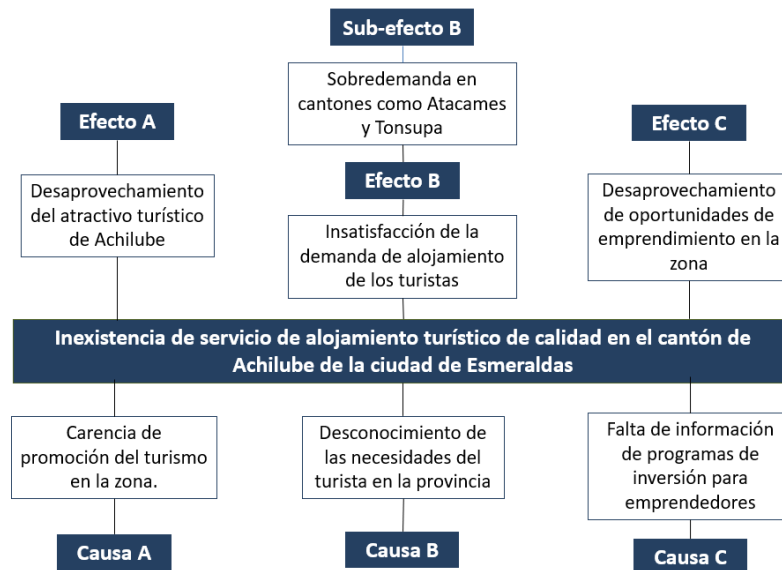 Sub-efecto B
Sobredemanda en
cantones como Atacames
y Tonsupa
Efecto A
Desaprovechamiento
del atractivo turístico
de Achilube
Efecto B
Insatisfacción de la
demanda de alojamiento
de los turistas
Efecto C
Desaprovechamiento
de oportunidades de
emprendimiento en la
zona
Inexistencia de servicio de alojamiento turístico de calidad en el cantón de
Achilube de la ciudad de Esmeraldas
Carencia de
promoción del turismo
en la zona.
Causa A
Desconocimiento de
las necesidades del
turista en la provincia
Causa B
Falta de información
de programas de
inversión para
emprendedores
Causa C